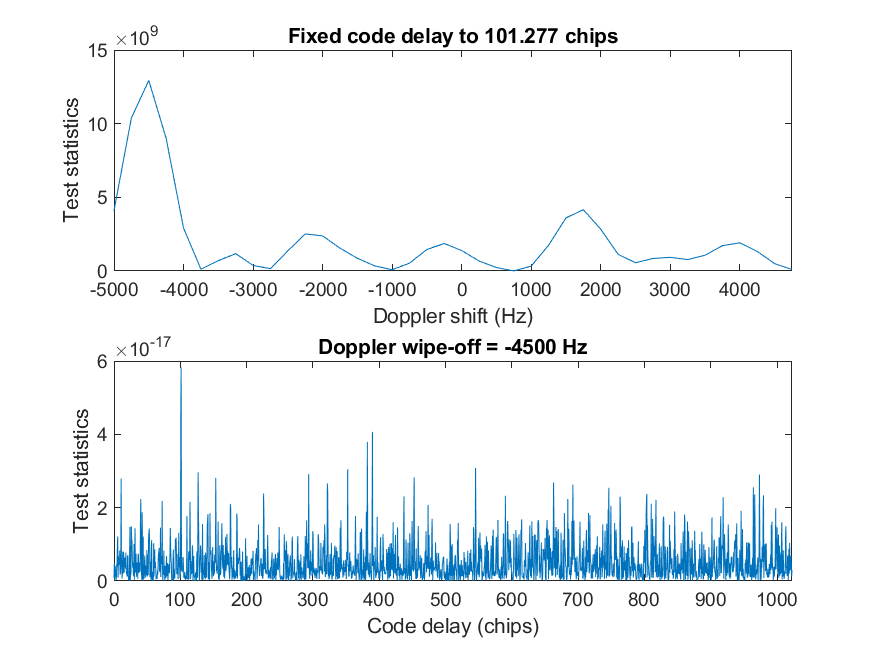 ×10^9
Fixed code delay to 101.277 chips
15
10
5
0
Test statistics
-5000 -4000 -3000 -2000 -1000 0 1000 2000 3000 4000
Doppler shift (Hz)
×10^-17
Doppler wipe-off = -4500 Hz
6
4
2
0
Test statistics
0 100 200 300 400 500 600 700 800 900 1000
Code delay (chips)